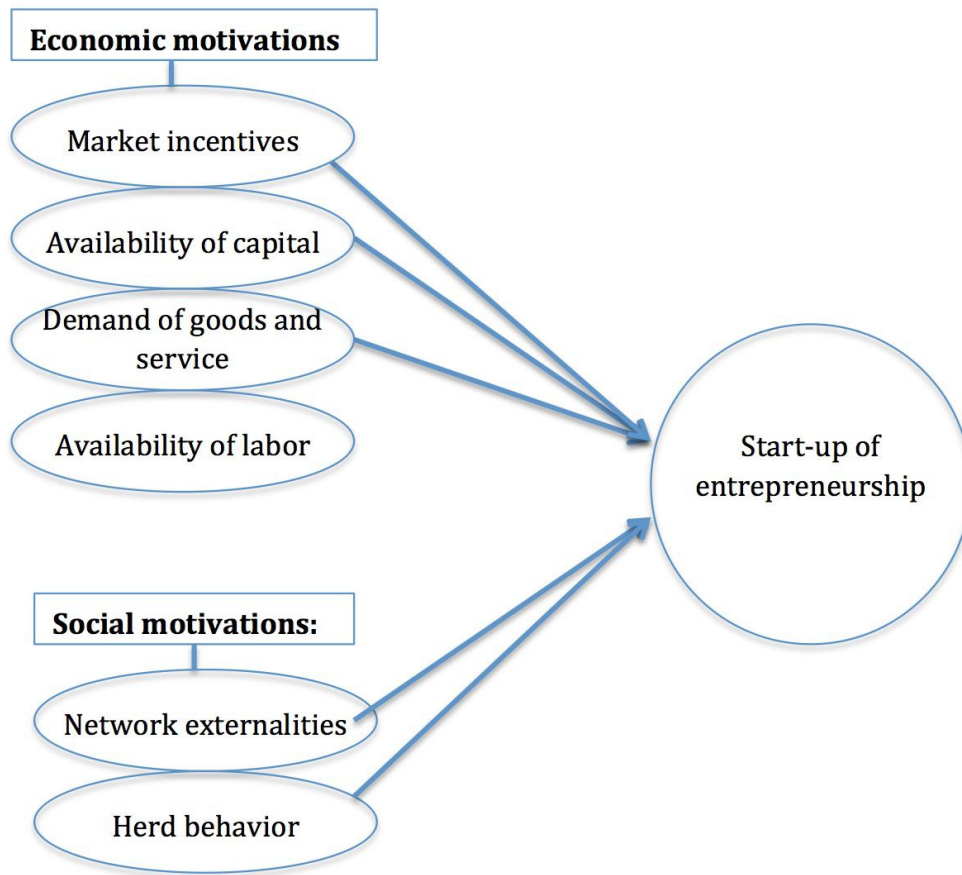 Economic motivations
Market incentives
Availability of capital
Demand of goods and
service
Availability of labor
Start-up of
entrepreneurship
Social motivations:
Network externalities
Herd behavior